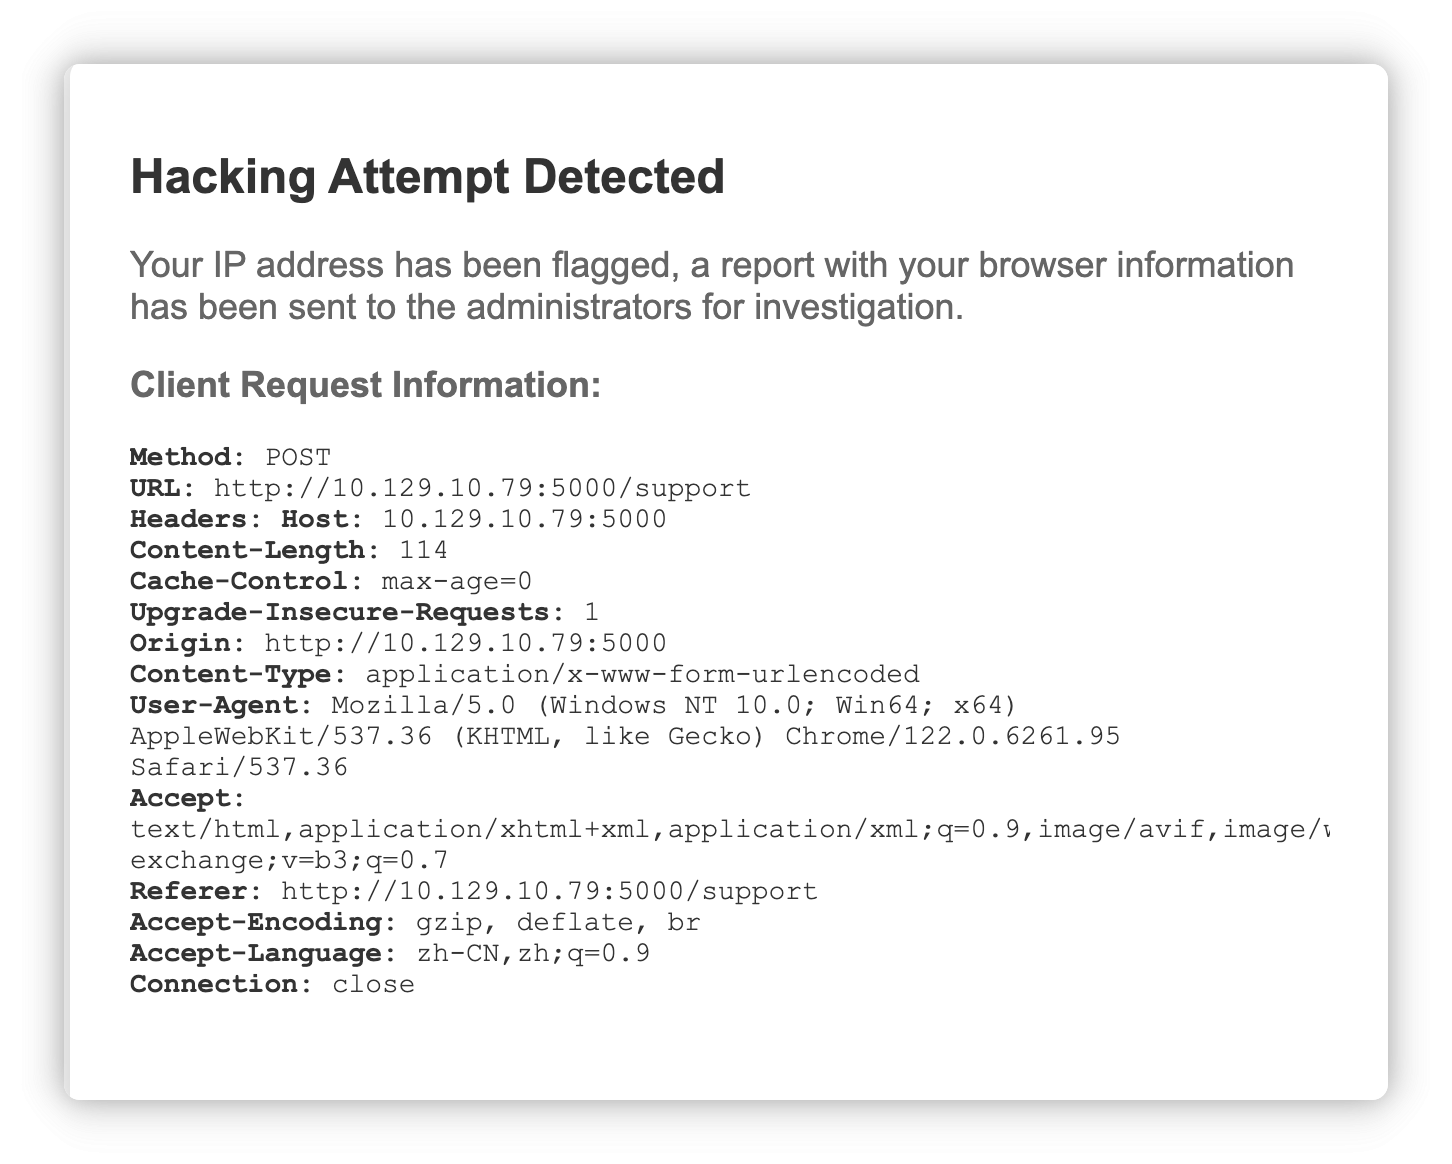 Hacking Attempt Detected
Your IP address has been flagged, a report with your browser information
has been sent to the administrators for investigation.
Client Request Information:
Method: POST
URL: http://10.129.10.79:5000/support
Headers: Host: 10.129.10.79:5000
Content-Length: 114
Cache-Control: max-age=0
Upgrade-Insecure-Requests: 1
Origin: http://10.129.10.79:5000
Content-Type: application/x-www-form-urlencoded
User-Agent: Mozilla/5.0 (Windows NT 10.0; Win64; x64)
AppleWebKit/537.36 (KHTML, like Gecko) Chrome/122.0.6261.95
Safari/537.36
Accept:
text/html,application/xhtml+xml,application/xml;q=0.9,image/avif,image/
exchange;v=b3;q=0.7
Referer: http://10.129.10.79:5000/support
Accept-Encoding: gzip, deflate, br
Accept-Language: zh-CN,zh;q=0.9
Connection: close